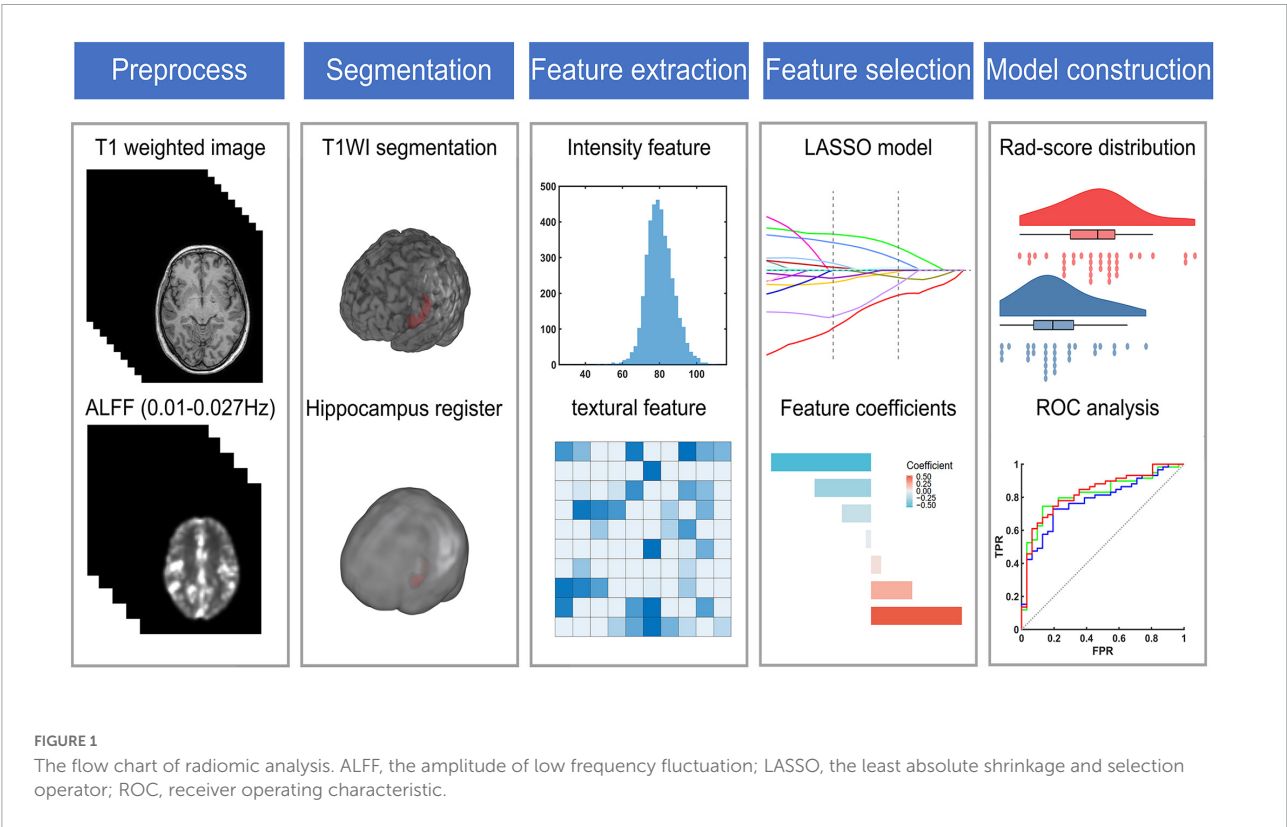 Preprocess
Segmentation
Feature extraction
Feature selection
Model construction
T1 weighted image
ALFF (0.01-0.027Hz)
T1WI segmentation
Hippocampus register
Intensity feature
500
400
300
200
100
0
40
60
80
100
textural feature
LASSO model
Feature coefficients
Coefficient
0.50
0.25
0.00
−0.25
−0.50
Rad-score distribution
ROC analysis
1
0.8
0.6
0.4
0.2
0
TPR
0
0.2
0.4
0.6
0.8
1
FPR
FIGURE 1
The flow chart of radiomic analysis. ALFF, the amplitude of low frequency fluctuation; LASSO, the least absolute shrinkage and selection
operator; ROC, receiver operating characteristic.